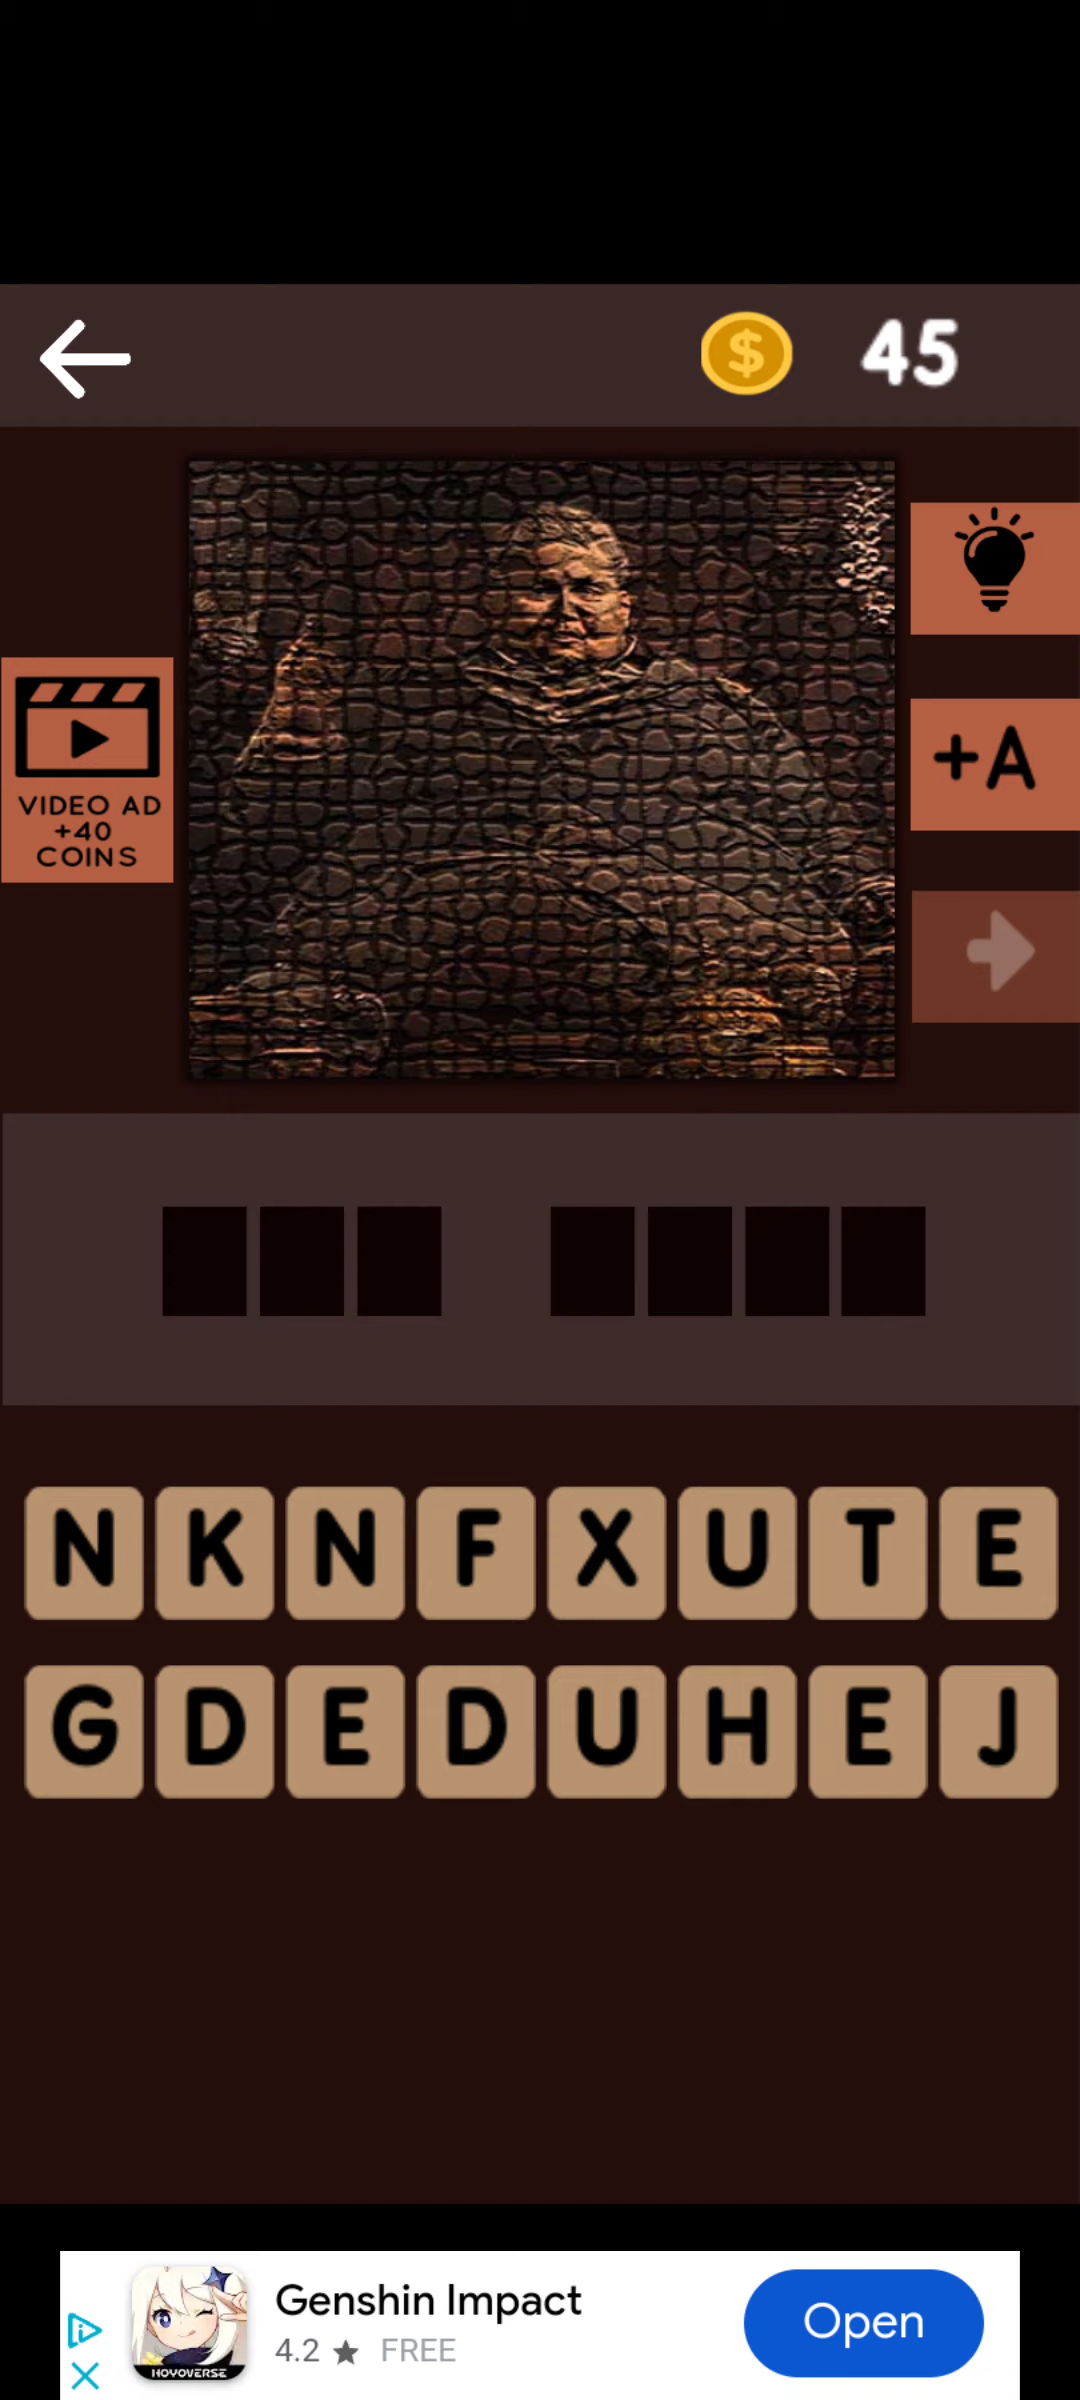 $ 45
VIDEO AD
+40
COINS
+A
N K N F X U T E
G D E D U H E J
Genshin Impact
4.2 ★ FREE
Open
HOYOVERSE